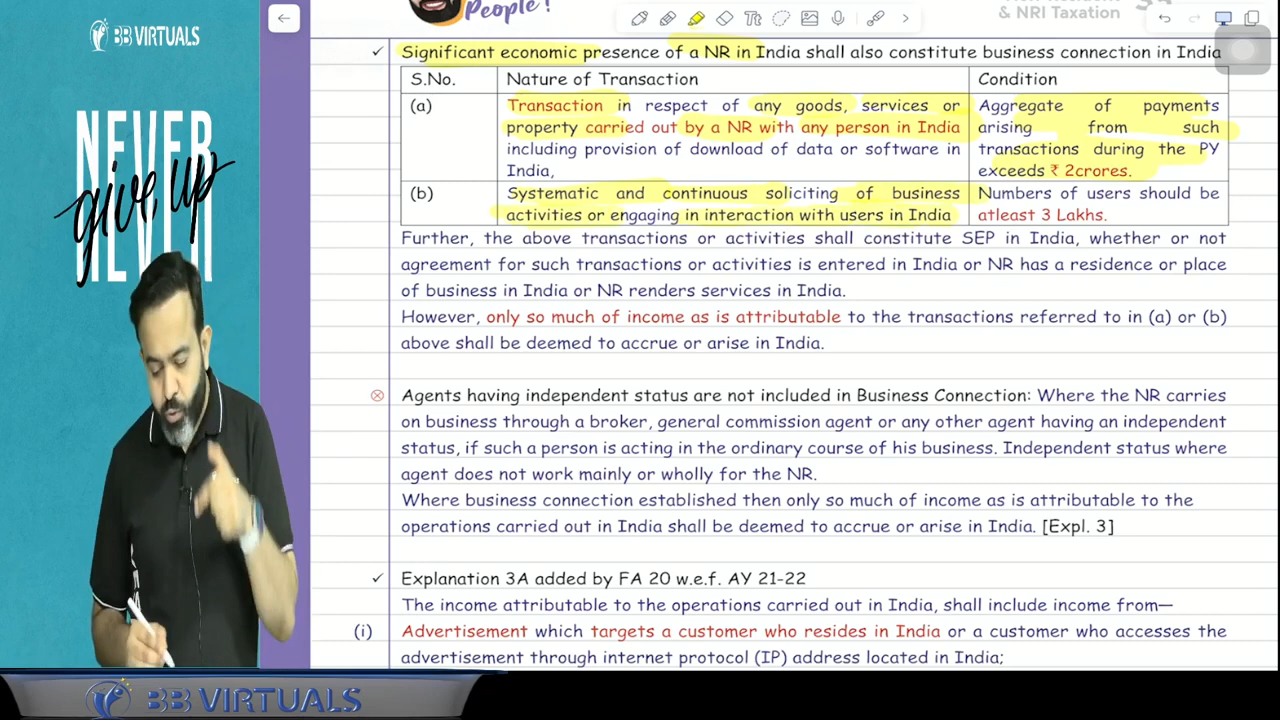 BB VIRTUALS
NEVER
give up
NEVER
People!
& NRI Taxation
✓ Significant economic presence of a NR in India shall also constitute business connection in India
S.No. Nature of Transaction Condition
(a) Transaction in respect of any goods, services or Aggregate of payments
property carried out by a NR with any person in India arising from such
including provision of download of data or software in transactions during the PY
India, exceeds ₹ 2crores.
(b) Systematic and continuous soliciting of business Numbers of users should be
activities or engaging in interaction with users in India atleast 3 Lakhs.
Further, the above transactions or activities shall constitute SEP in India, whether or not
agreement for such transactions or activities is entered in India or NR has a residence or place
of business in India or NR renders services in India.
However, only so much of income as is attributable to the transactions referred to in (a) or (b)
above shall be deemed to accrue or arise in India.
Agents having independent status are not included in Business Connection: Where the NR carries
on business through a broker, general commission agent or any other agent having an independent
status, if such a person is acting in the ordinary course of his business. Independent status where
agent does not work mainly or wholly for the NR.
Where business connection established then only so much of income as is attributable to the
operations carried out in India shall be deemed to accrue or arise in India. [Expl. 3]
✓ Explanation 3A added by FA 20 w.e.f. AY 21-22
The income attributable to the operations carried out in India, shall include income from—
(i) Advertisement which targets a customer who resides in India or a customer who accesses the
advertisement through internet protocol (IP) address located in India;
BB VIRTUALS